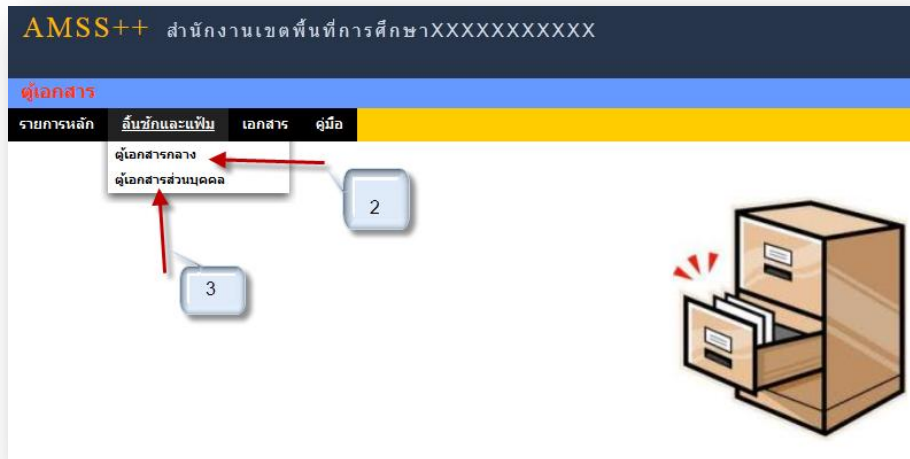 AMSS++ สำนักงานเขตพื้นที่การศึกษาXXXXXXXXXXX
ตู้เอกสาร
รายการหลัก ลิ้นชักและแฟ้ม เอกสาร คู่มือ
ตู้เอกสารกลาง
ตู้เอกสารส่วนบุคคล
2
3